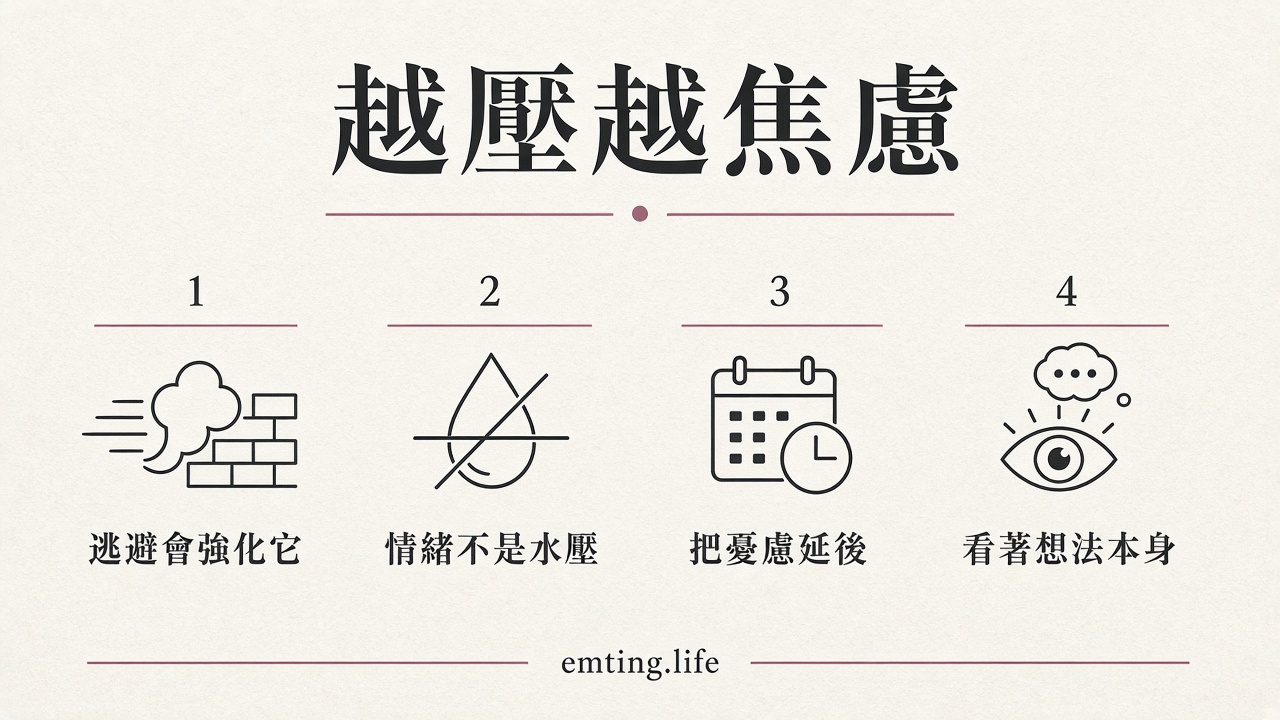 越壓越焦慮
1
2
3
4
逃避會強化它
情緒不是水壓
把憂慮延後
看著想法本身
emting.life